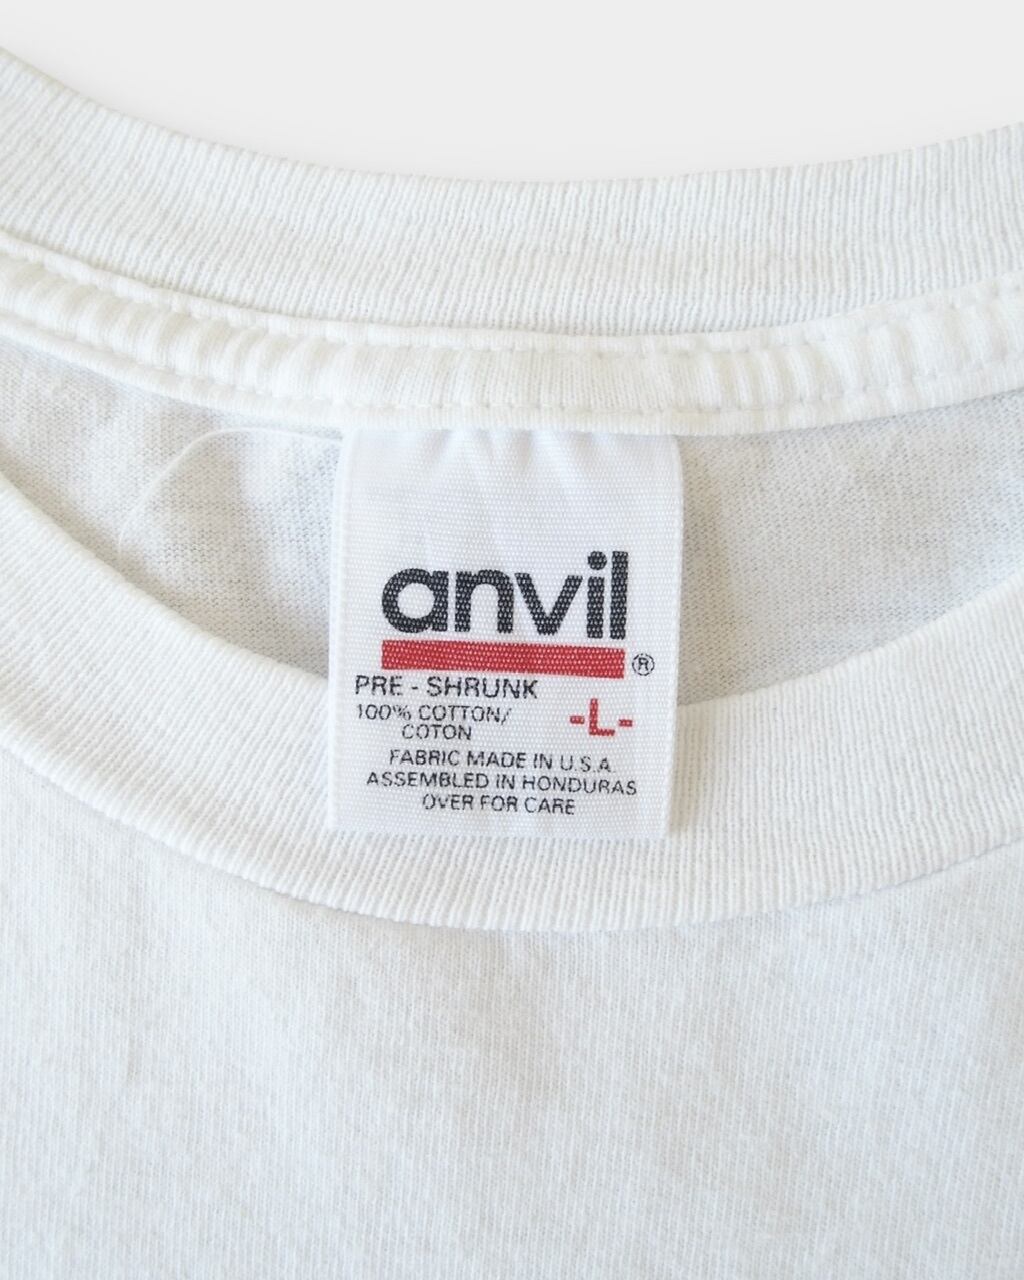 anvil®
PRE - SHRUNK
100% COTTON/
COTON
-L-
FABRIC MADE IN U.S.A
ASSEMBLED IN HONDURAS
OVER FOR CARE